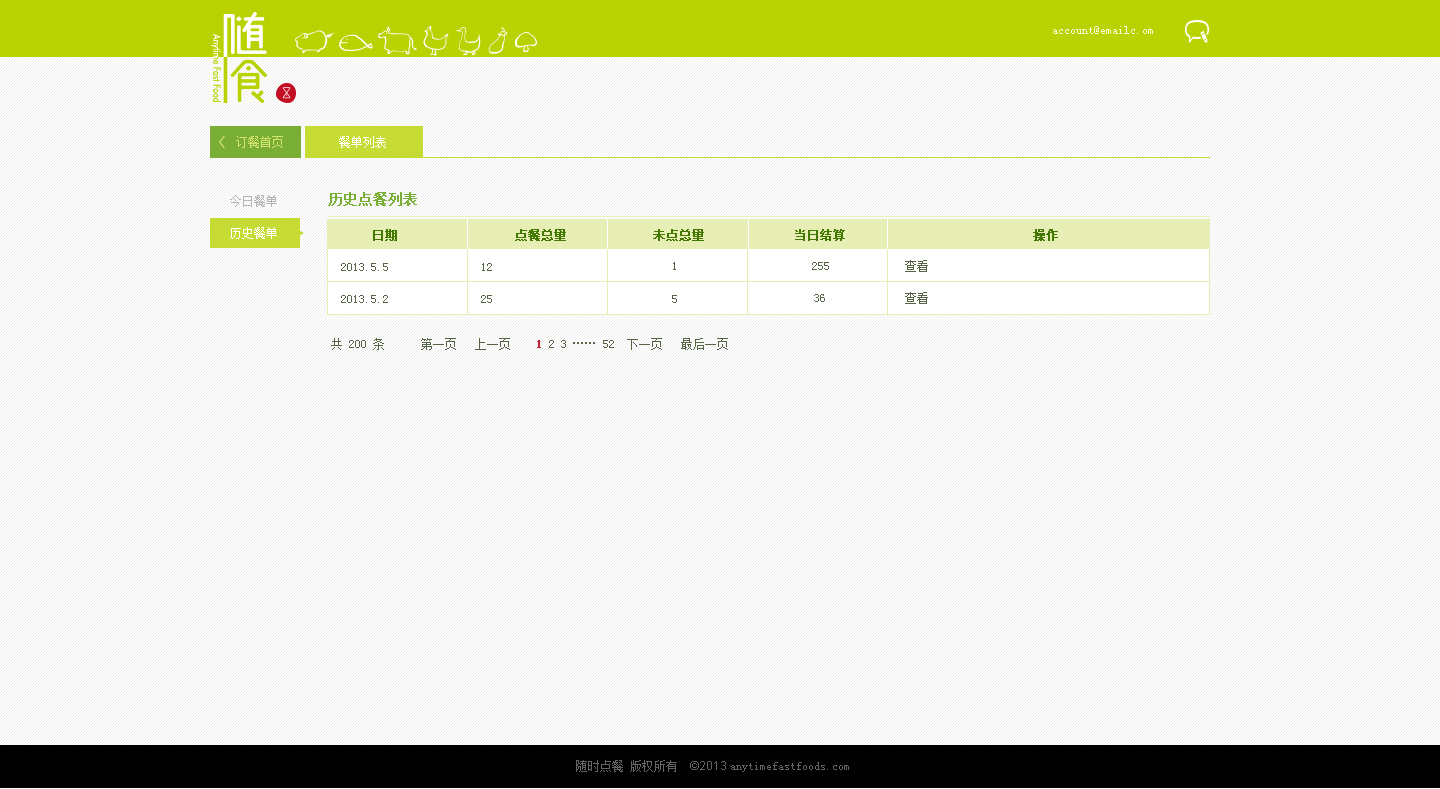 随食
Anytime Fast Food
account@emailc.om
订餐首页
餐单列表
今日餐单
历史餐单
历史点餐列表
日期 点餐总量 未点总量 当日结算 操作
2013.5.5 12 1 255 查看
2013.5.2 25 5 36 查看
共 200 条 第一页 上一页 1 2 3 …… 52 下一页 最后一页
随时点餐 版权所有 ©2013 anytimefastfoods.com